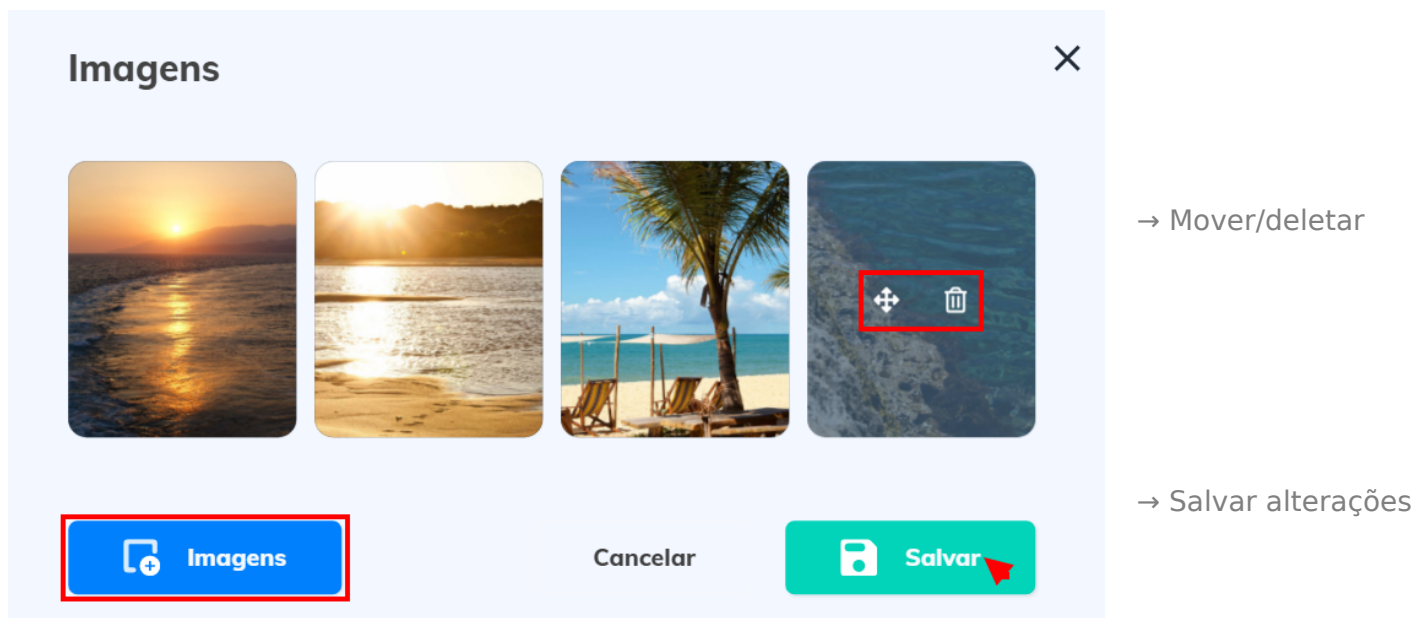 Imagens
→ Mover/deletar
→ Salvar alterações
Imagens
Cancelar
Salvar